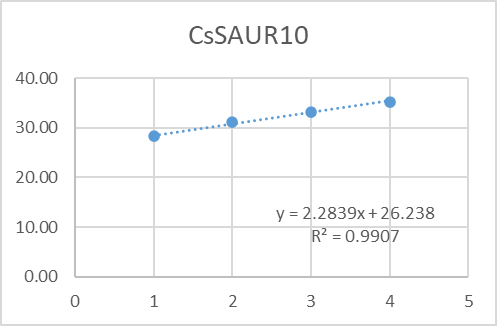 CsSAUR10
40.00
30.00
20.00
10.00
0.00
y = 2.2839x + 26.238
R² = 0.9907
0 1 2 3 4 5